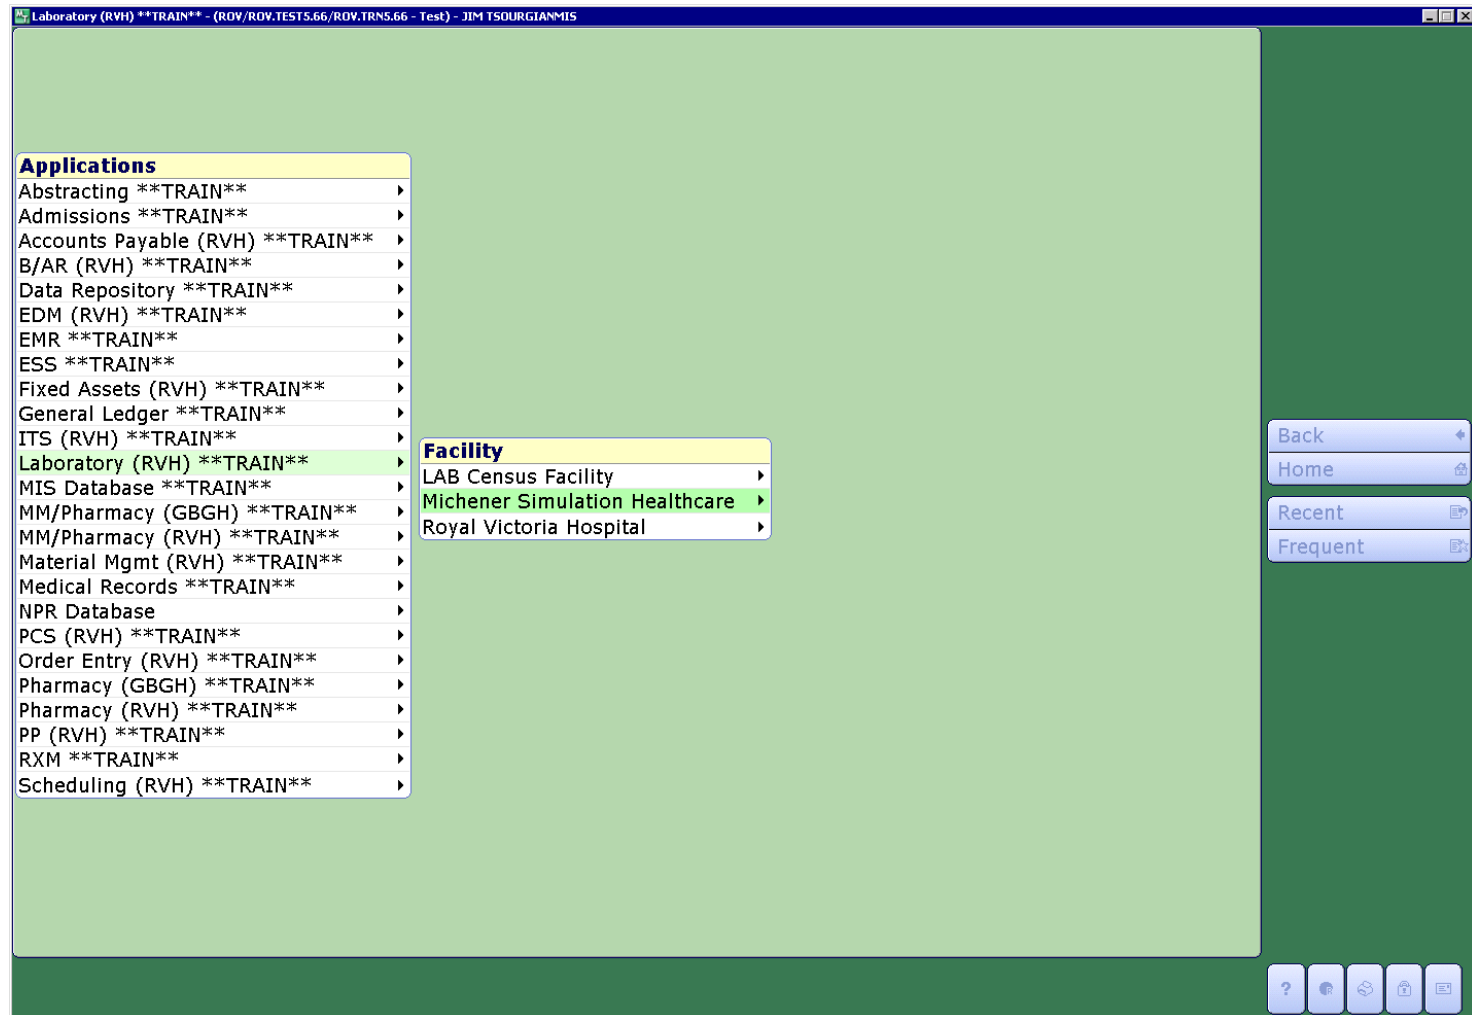 Laboratory (RVH) **TRAIN** - (ROV/ROV.TEST5.66/ROV.TRN5.66 - Test) - JIM TSOURGIANMIS
Applications
Abstracting **TRAIN**
Admissions **TRAIN**
Accounts Payable (RVH) **TRAIN**
B/AR (RVH) **TRAIN**
Data Repository **TRAIN**
EDM (RVH) **TRAIN**
EMR **TRAIN**
ESS **TRAIN**
Fixed Assets (RVH) **TRAIN**
General Ledger **TRAIN**
ITS (RVH) **TRAIN**
Laboratory (RVH) **TRAIN**
MIS Database **TRAIN**
MM/Pharmacy (GBGH) **TRAIN**
MM/Pharmacy (RVH) **TRAIN**
Material Mgmt (RVH) **TRAIN**
Medical Records **TRAIN**
NPR Database
PCS (RVH) **TRAIN**
Order Entry (RVH) **TRAIN**
Pharmacy (GBGH) **TRAIN**
Pharmacy (RVH) **TRAIN**
PP (RVH) **TRAIN**
RXM **TRAIN**
Scheduling (RVH) **TRAIN**
Facility
LAB Census Facility
Michener Simulation Healthcare
Royal Victoria Hospital
Back
Home
Recent
Frequent
?